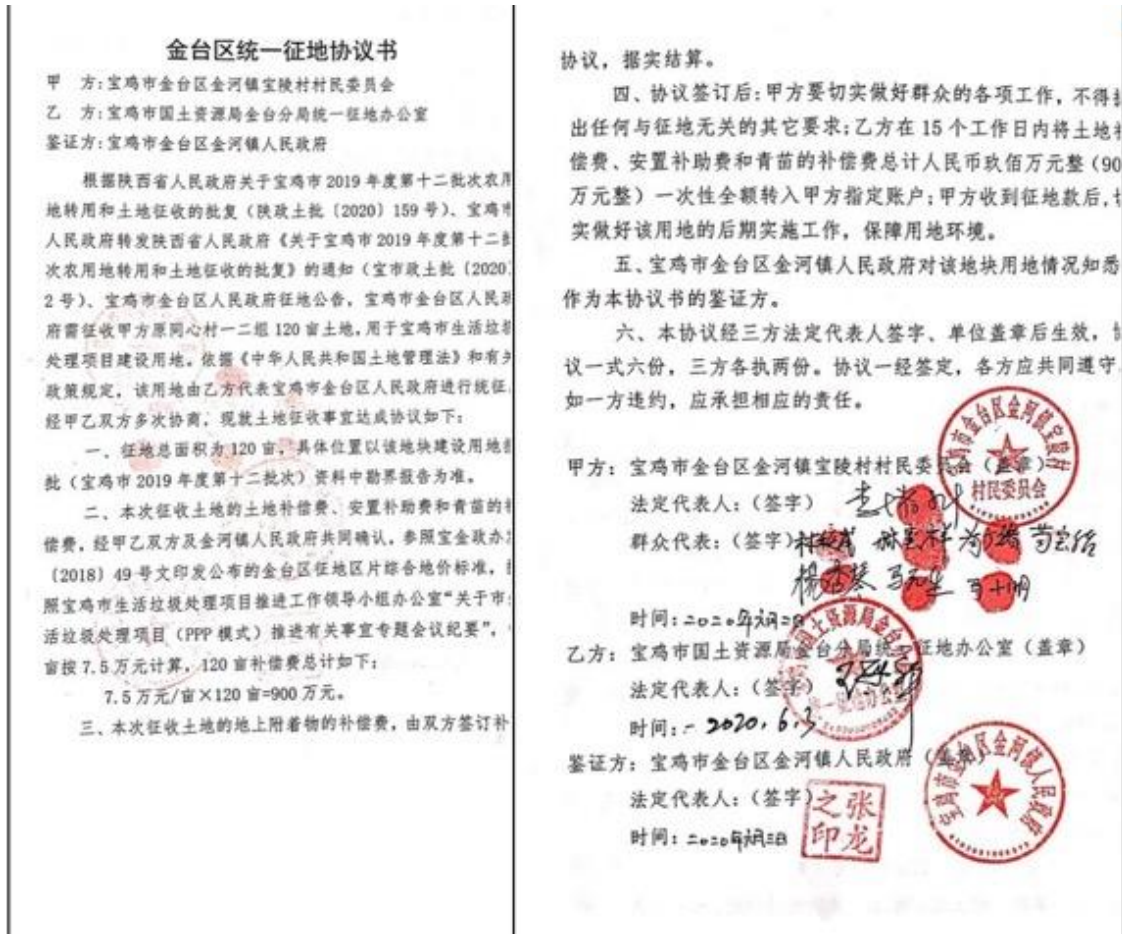 金台区统一征地协议书
甲 方:宝鸡市金台区金河镇宝陵村村民委员会
乙 方:宝鸡市国土资源局金台分局统一征地办公室
鉴证方:宝鸡市金台区金河镇人民政府
根据陕西省人民政府关于宝鸡市 2019 年度第十二批次农用
地转用和土地征收的批复（陕政土批〔2020〕159 号）、宝鸡市
人民政府转发陕西省人民政府《关于宝鸡市 2019 年度第十二批
次农用地转用和土地征收的批复》的通知（宝市政土批〔2020〕
2 号）、宝鸡市金台区人民政府征地公告，宝鸡市金台区人民政
府需征收甲方原同心村一二组 120 亩土地，用于宝鸡市生活垃圾
处理项目建设用地。依据《中华人民共和国土地管理法》和有关
政策规定，该用地由乙方代表宝鸡市金台区人民政府进行统征。
经甲乙双方多次协商，现就土地征收事宜达成协议如下：
一、征地总面积为 120 亩，具体位置以该地块建设用地报
批（宝鸡市 2019 年度第十二批次）资料中勘界报告为准。
二、本次征收土地的土地补偿费、安置补助费和青苗的补
偿费，经甲乙双方及金河镇人民政府共同确认，参照宝金政办发
〔2018〕49 号文印发公布的金台区征地区片综合地价标准，按
照宝鸡市生活垃圾处理项目推进工作领导小组办公室“关于市生
活垃圾处理项目（PPP 模式）推进有关事宜专题会议纪要”，
亩按 7.5 万元计算，120 亩补偿费总计如下：
7.5 万元/亩×120 亩=900 万元。
三、本次征收土地的地上附着物的补偿费，由双方签订补
协议，据实结算。
四、协议签订后:甲方要切实做好群众的各项工作，不得提
出任何与征地无关的其它要求;乙方在 15 个工作日内将土地补
偿费、安置补助费和青苗的补偿费总计人民币玖佰万元整（90
万元整）一次性全额转入甲方指定账户;甲方收到征地款后，切
实做好该用地的后期实施工作，保障用地环境。
五、宝鸡市金台区金河镇人民政府对该地块用地情况知悉
作为本协议书的鉴证方。
六、本协议经三方法定代表人签字、单位盖章后生效，协
议一式六份，三方各执两份。协议一经签定，各方应共同遵守，
如一方违约，应承担相应的责任。
甲方：宝鸡市金台区金河镇宝陵村村民委员会（盖章）
法定代表人：（签字）
群众代表：（签字）
时间：
乙方：宝鸡市国土资源局金台分局统一征地办公室（盖章）
法定代表人：（签字）
时间：2020.6.3
鉴证方：宝鸡市金台区金河镇人民政府（盖章）
法定代表人：（签字）
张龙之印
时间：
村民委员会
宝鸡市金台区金河镇人民政府